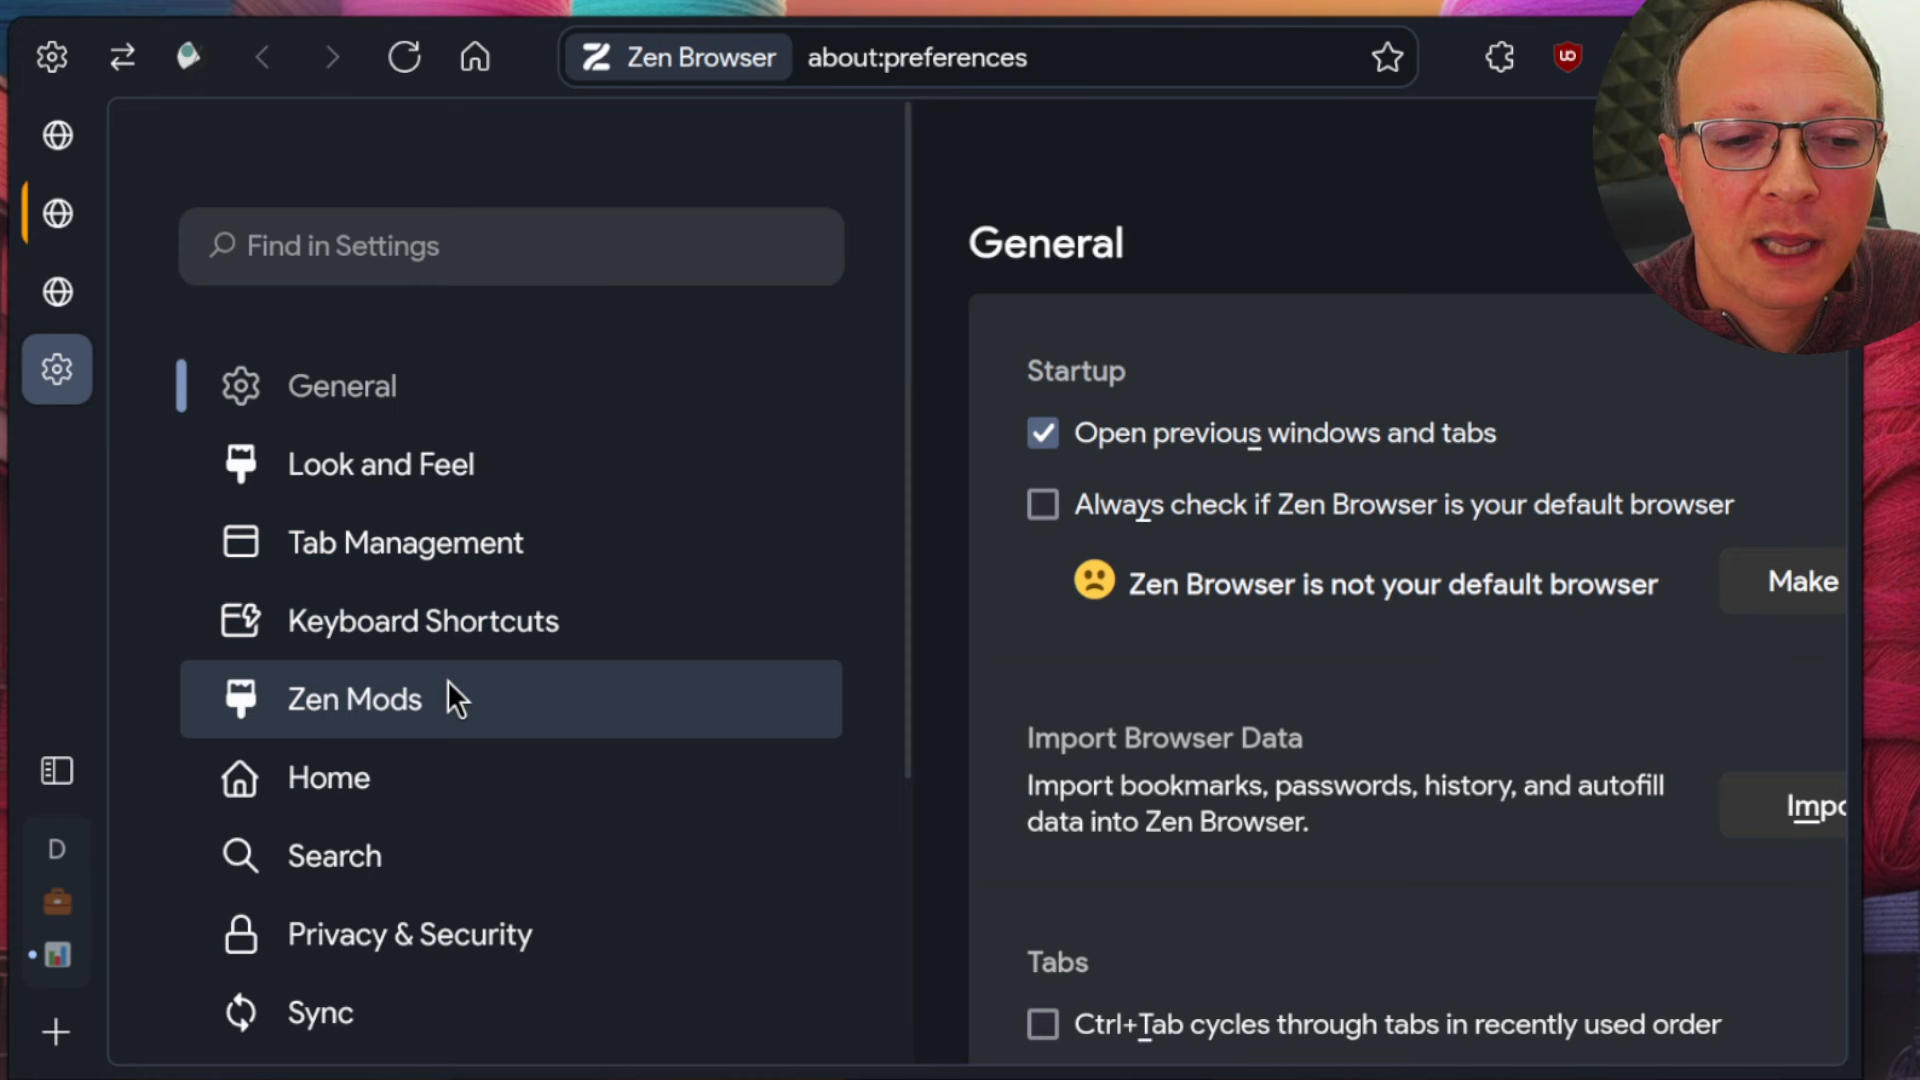 Zen Browser about:preferences
Find in Settings
General
Look and Feel
Tab Management
Keyboard Shortcuts
Zen Mods
Home
Search
Privacy & Security
Sync
D
General
Startup
Open previous windows and tabs
Always check if Zen Browser is your default browser
Zen Browser is not your default browser
Make
Import Browser Data
Import bookmarks, passwords, history, and autofill
data into Zen Browser.
Impo
Tabs
Ctrl+Tab cycles through tabs in recently used order